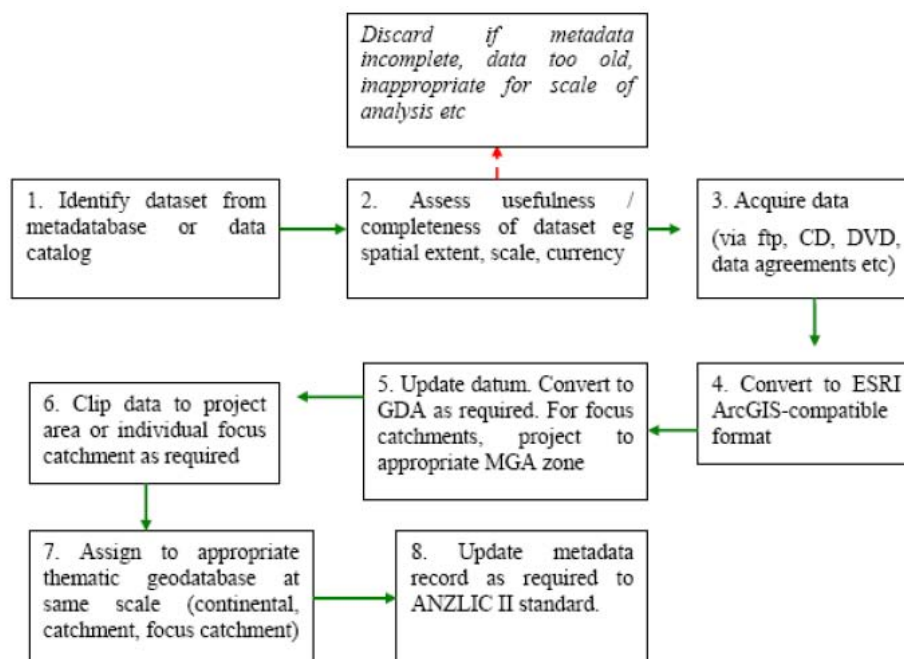 Discard if metadata
incomplete, data too old,
inappropriate for scale of
analysis etc
1. Identify dataset from
metadatabase or data
catalog
2. Assess usefulness /
completeness of dataset eg
spatial extent, scale, currency
3. Acquire data
(via ftp, CD, DVD,
data agreements etc)
4. Convert to ESRI
ArcGIS-compatible
format
5. Update datum. Convert to
GDA as required. For focus
catchments, project to
appropriate MGA zone
6. Clip data to project
area or individual focus
catchment as required
7. Assign to appropriate
thematic geodatabase at
same scale (continental,
catchment, focus catchment)
8. Update metadata
record as required to
ANZLIC II standard.